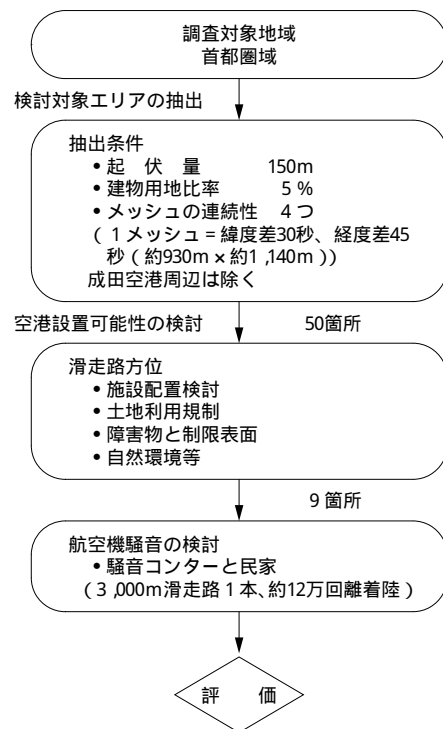 調査対象地域
首都圏域
検討対象エリアの抽出
抽出条件
•起 伏 量 150m
•建物用地比率 5 %
•メッシュの連続性 4 つ
( 1 メッシュ = 緯度差30秒、経度差45
秒 ( 約930m × 約1 ,140m ) )
成田空港周辺は除く
空港設置可能性の検討 50箇所
滑走路方位
•施設配置検討
•土地利用規制
•障害物と制限表面
•自然環境等
9 箇所
航空機騒音の検討
•騒音コンターと民家
( 3 ,000m滑走路 1 本、約12万回離着陸 )
評 価